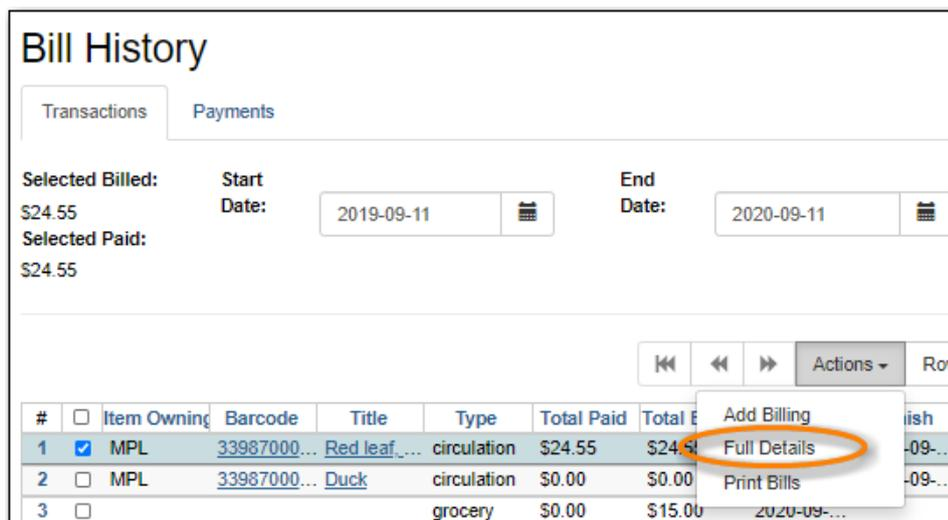 Bill History
Transactions Payments
Selected Billed: Start Date: End Date:
$24.55 2019-09-11 2020-09-11
Selected Paid:
$24.55
Actions
# Item Owning Barcode Title Type Total Paid Total
1 MPL 33987000... Red leaf, ... circulation $24.55
Add Billing
Full Details
Print Bills
2 MPL 33987000... Duck circulation $0.00 $0.00
3 grocery $0.00 $15.00 2020-09-...